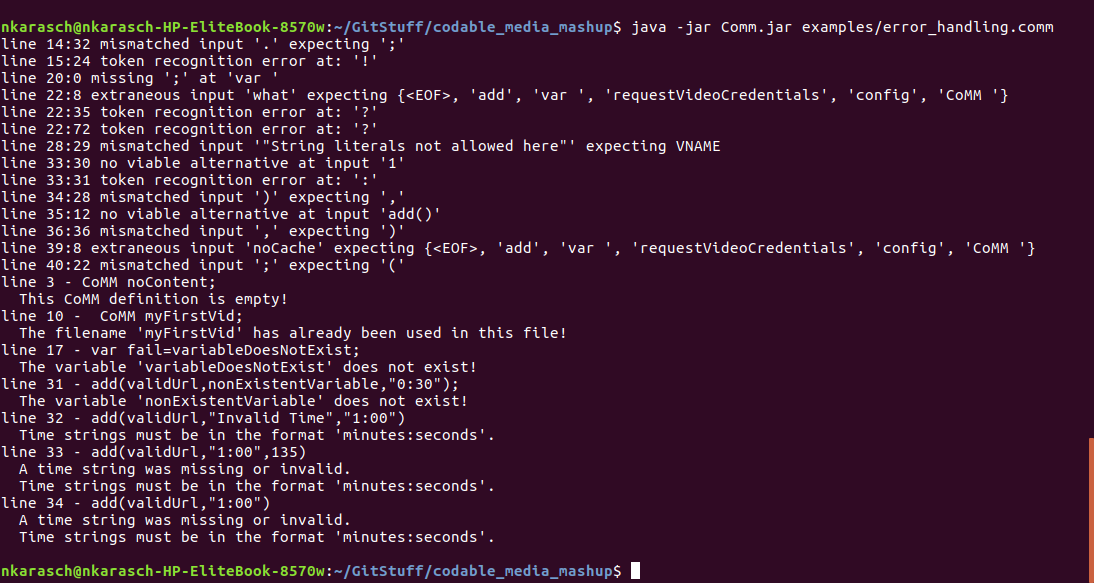 nkarasch@nkarasch-HP-EliteBook-8570w:~/GitStuff/codable_media_mashup$ java -jar Comm.jar examples/error_handling.comm
line 14:32 mismatched input '.' expecting ';'
line 15:24 token recognition error at: '!'
line 20:0 missing ';' at 'var '
line 22:8 extraneous input 'what' expecting {<EOF>, 'add', 'var ', 'requestVideoCredentials', 'config', 'CoMM '}
line 22:35 token recognition error at: '?'
line 22:72 token recognition error at: '?'
line 28:29 mismatched input '"String literals not allowed here"' expecting VNAME
line 33:30 no viable alternative at input '1'
line 33:31 token recognition error at: ':'
line 34:28 mismatched input ')' expecting ','
line 35:12 no viable alternative at input 'add()'
line 36:36 mismatched input ',' expecting ')'
line 39:8 extraneous input 'noCache' expecting {<EOF>, 'add', 'var ', 'requestVideoCredentials', 'config', 'CoMM '}
line 40:22 mismatched input ';' expecting '('
line 3 - CoMM noContent;
  This CoMM definition is empty!
line 10 -  CoMM myFirstVid;
  The filename 'myFirstVid' has already been used in this file!
line 17 - var fail=variableDoesNotExist;
  The variable 'variableDoesNotExist' does not exist!
line 31 - add(validUrl,nonExistentVariable,"0:30");
  The variable 'nonExistentVariable' does not exist!
line 32 - add(validUrl,"Invalid Time","1:00")
  Time strings must be in the format 'minutes:seconds'.
line 33 - add(validUrl,"1:00",135)
  A time string was missing or invalid.
  Time strings must be in the format 'minutes:seconds'.
line 34 - add(validUrl,"1:00")
  A time string was missing or invalid.
  Time strings must be in the format 'minutes:seconds'.
nkarasch@nkarasch-HP-EliteBook-8570w:~/GitStuff/codable_media_mashup$